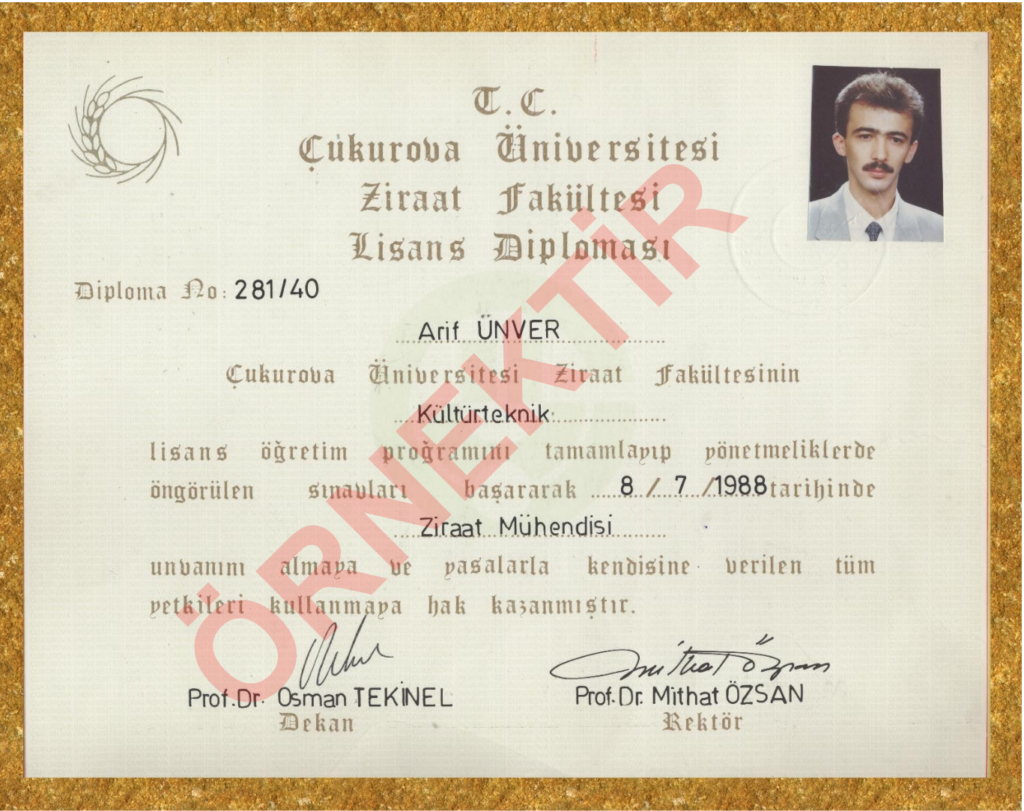 T.C.
Çukurova Üniversitesi
Ziraat Fakültesi
Lisans Diploması
Diploma No: 281/40
Arif ÜNVER
Çukurova Üniversitesi Ziraat Fakültesinin
Kültürteknik
lisans öğretim programını tamamlayıp yönetmeliklerde
öngörülen sınavları başararak 8 / 7 /1988 tarihinde
Ziraat Mühendisi
unvanını almaya ve yasalarla kendisine verilen tüm
yetkileri kullanmaya hak kazanmıştır.
ÖRNEKTİR
Mithat Özsan
Prof.Dr. Osman TEKİNEL Prof.Dr. Mithat ÖZSAN
Dekan Rektör